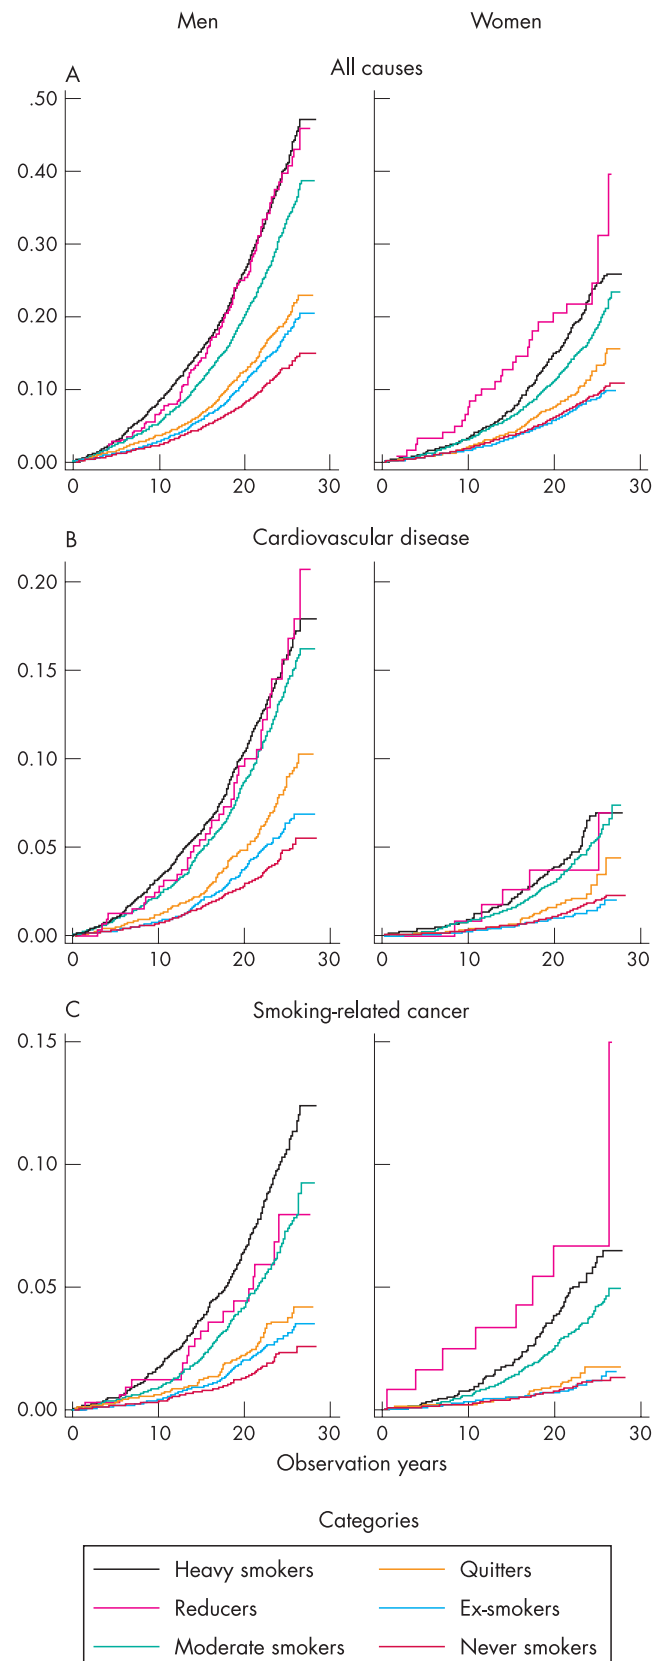 Men Women
A All causes
.50
0.40
0.30
0.20
0.10
0.00
0 10 20 30 0 10 20 30
B Cardiovascular disease
0.20
0.15
0.10
0.05
0.00
0 10 20 30 0 10 20 30
C Smoking-related cancer
0.15
0.10
0.05
0.00
0 10 20 30 0 10 20 30
Observation years
Categories
Heavy smokers Quitters
Reducers Ex-smokers
Moderate smokers Never smokers